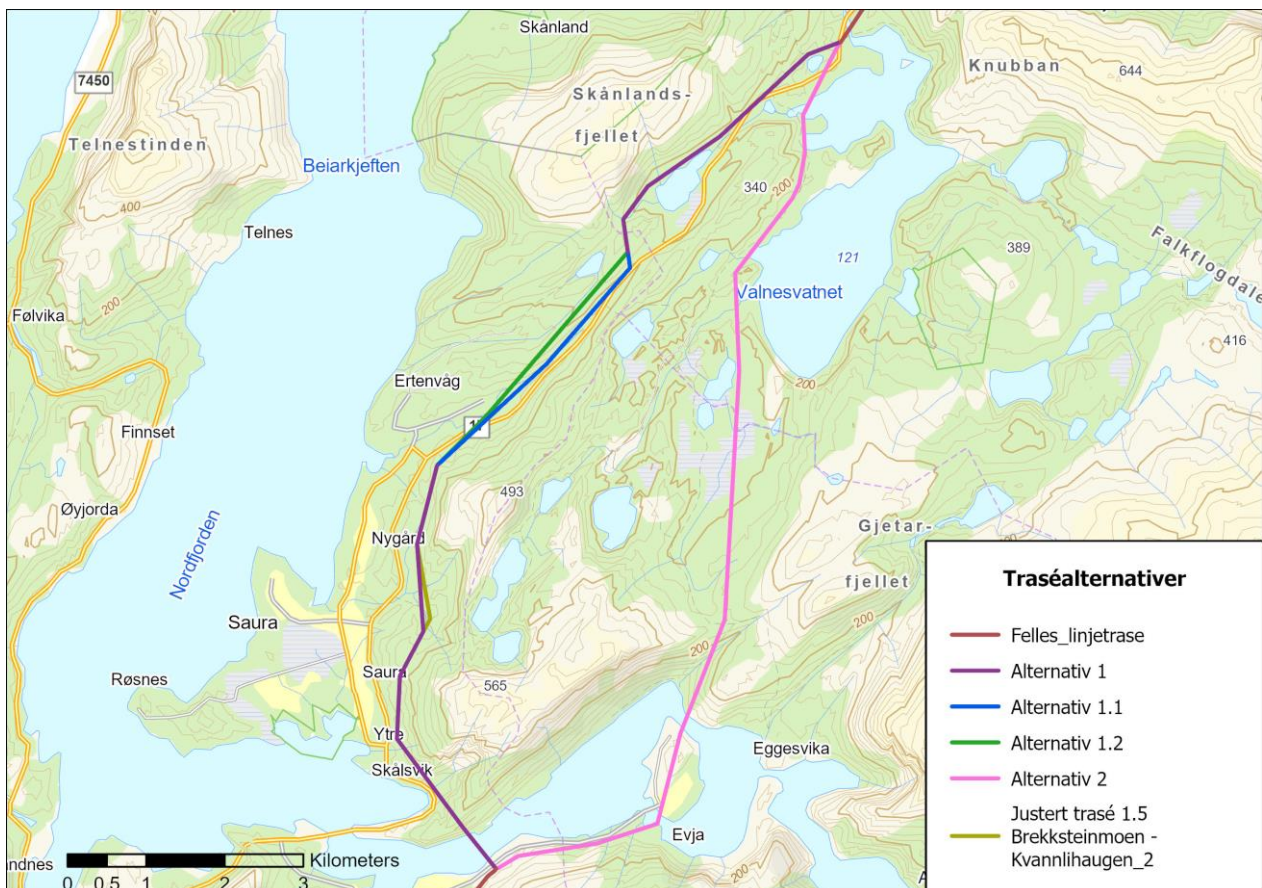 Skånland
7450
Knubban
644
Skånlands-
fjellet
Telnestinden
Beiarkjeften
340
200
400
Telnes
389
Falkflogdale
121
Valnesvatnet
200
Følvika
416
200
Ertenvåg
Finnset
493
Øyjorda
Nygård
Gjetar-
fjellet
Nordfjorden
Saura
200
Saura
565
Røsnes
Ytre
Skålsvik
Eggesvika
Evja
ndnes
Kilometers
0 0.5 1 2 3
Traséalternativer
Felles_linjetrase
Alternativ 1
Alternativ 1.1
Alternativ 1.2
Alternativ 2
Justert trasé 1.5
Brekksteinmoen -
Kvannlihaugen_2